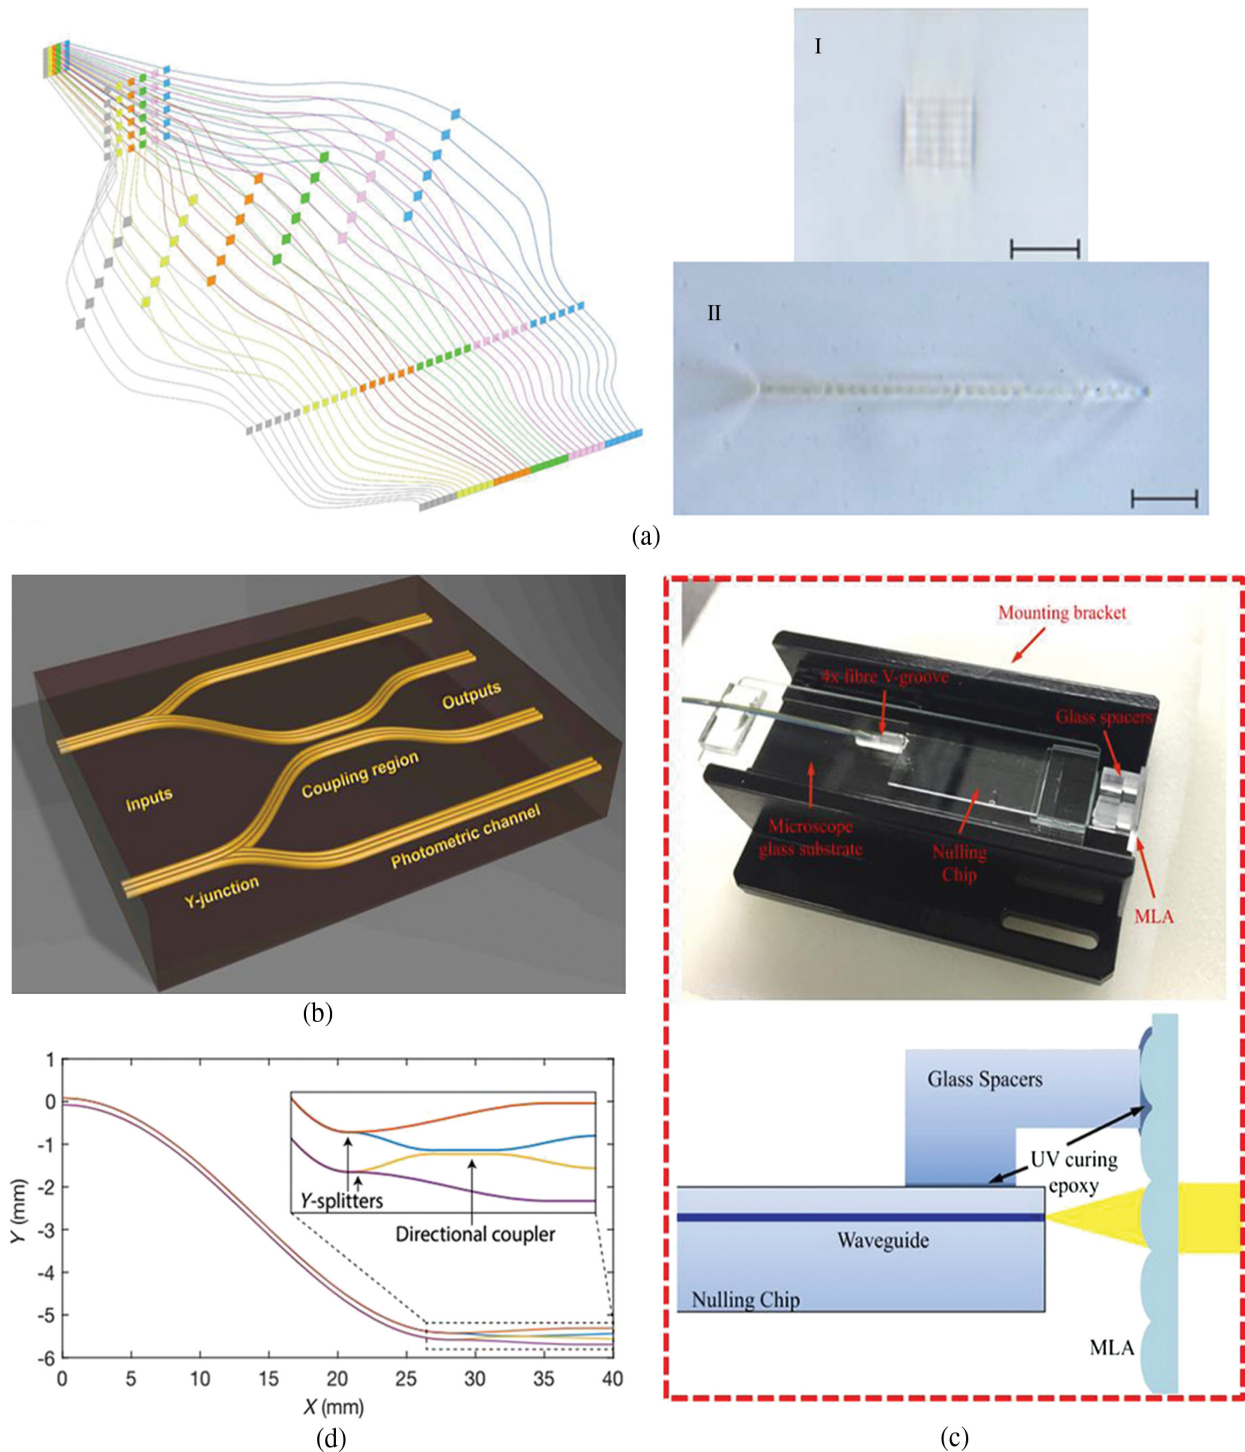 I
II
(a)
Inputs
Outputs
Coupling region
Photometric channel
Y-junction
(b)
Mounting bracket
4x fibre V-groove
Glass spacers
Microscope
glass substrate
Nulling
Chip
MLA
Glass Spacers
UV curing
epoxy
Waveguide
Nulling Chip
MLA
(c)
1
0
-1
-2
-3
-4
-5
-6
Y (mm)
Y-splitters
Directional coupler
0 5 10 15 20 25 30 35 40
X (mm)
(d)